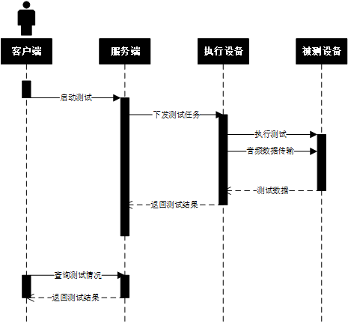 客户端
服务端
执行设备
被测设备
启动测试
下发测试任务
执行测试
音频数据传输
测试数据
返回测试结果
查询测试情况
返回测试结果